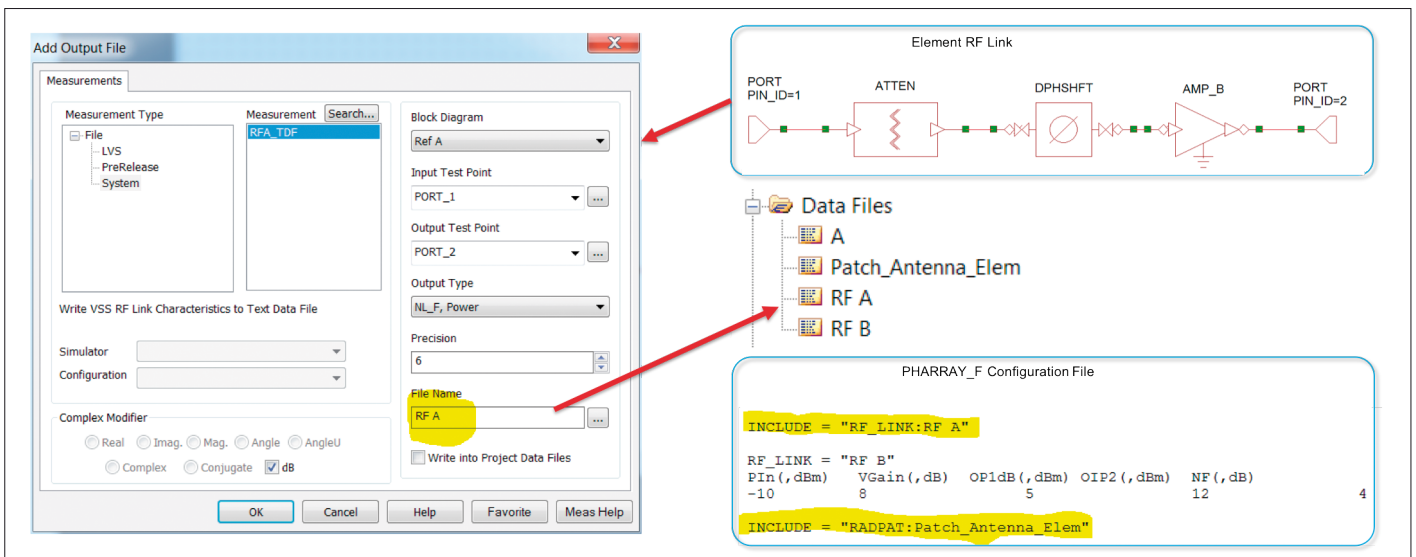 Add Output File
X
Measurements
Measurement Type
File
LVS
PreRelease
System
Measurement
Search...
RFA_TDF
Write VSS RF Link Characteristics to Text Data File
Simulator
Configuration
Complex Modifier
Real Imag. Mag. Angle AngleU
Complex Conjugate dB
Block Diagram
Ref A
Input Test Point
PORT_1
...
Output Test Point
PORT_2
...
Output Type
NL_F, Power
Precision
6
File Name
RF A
...
Write into Project Data Files
OK Cancel Help Favorite Meas Help
Element RF Link
PORT
PIN_ID=1
ATTEN
DPHSHFT
AMP_B
PORT
PIN_ID=2
Data Files
A
Patch_Antenna_Elem
RF A
RF B
PHARRAY_F Configuration File
INCLUDE = "RF_LINK:RF A"
RF_LINK = "RF B"
PIn(,dBm) VGain(,dB) OP1dB(,dBm) OIP2(,dBm) NF(,dB)
-10 8 5 12 4
INCLUDE = "RADPAT:Patch_Antenna_Elem"